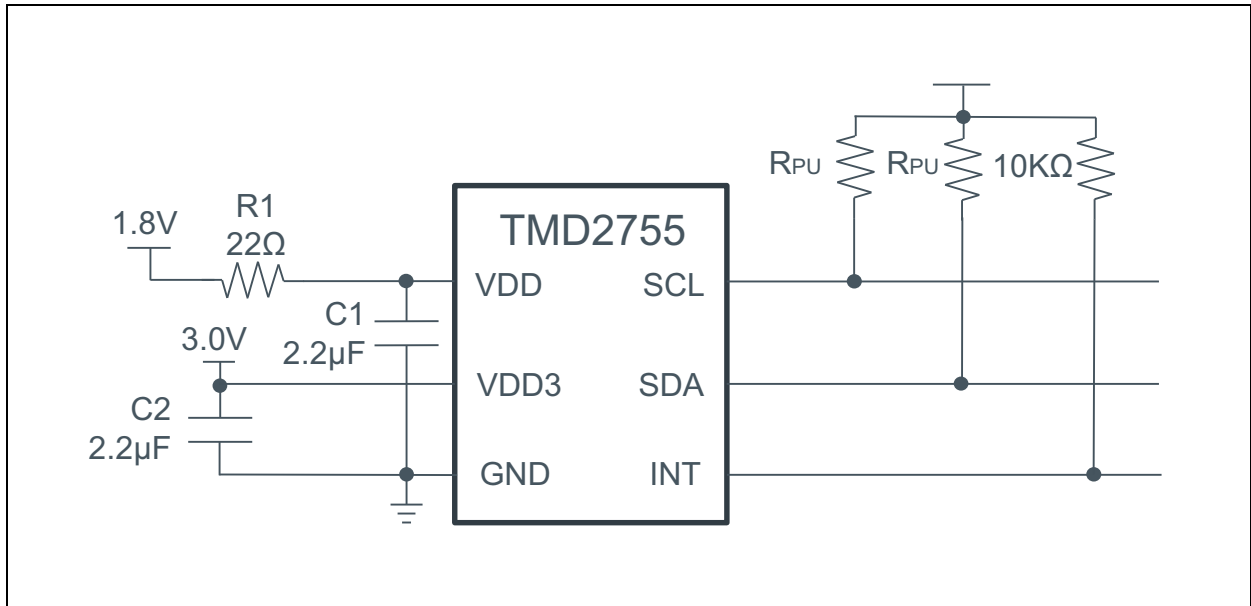 RPU RPU 10KΩ
R1
22Ω
1.8V
TMD2755
VDD SCL
C1
2.2µF
3.0V
VDD3 SDA
C2
2.2µF
GND INT